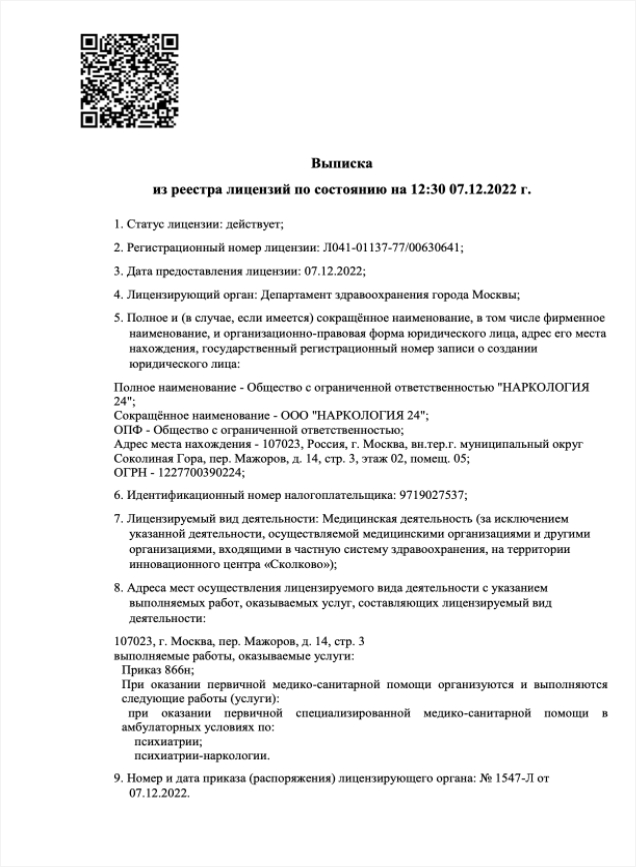 Выписка
из реестра лицензий по состоянию на 12:30 07.12.2022 г.
1. Статус лицензии: действует;
2. Регистрационный номер лицензии: Л041-01137-77/00630641;
3. Дата предоставления лицензии: 07.12.2022;
4. Лицензирующий орган: Департамент здравоохранения города Москвы;
5. Полное и (в случае, если имеется) сокращённое наименование, в том числе фирменное
наименование, и организационно-правовая форма юридического лица, адрес его места
нахождения, государственный регистрационный номер записи о создании
юридического лица:
Полное наименование - Общество с ограниченной ответственностью "НАРКОЛОГИЯ
24";
Сокращённое наименование - ООО "НАРКОЛОГИЯ 24";
ОПФ - Общество с ограниченной ответственностью;
Адрес места нахождения - 107023, Россия, г. Москва, вн.тер.г. муниципальный округ
Соколиная Гора, пер. Мажоров, д. 14, стр. 3, этаж 02, помещ. 05;
ОГРН - 1227700390224;
6. Идентификационный номер налогоплательщика: 9719027537;
7. Лицензируемый вид деятельности: Медицинская деятельность (за исключением
указанной деятельности, осуществляемой медицинскими организациями и другими
организациями, входящими в частную систему здравоохранения, на территории
инновационного центра «Сколково»);
8. Адреса мест осуществления лицензируемого вида деятельности с указанием
выполняемых работ, оказываемых услуг, составляющих лицензируемый вид
деятельности:
107023, г. Москва, пер. Мажоров, д. 14, стр. 3
выполняемые работы, оказываемые услуги:
Приказ 866н;
При оказании первичной медико-санитарной помощи организуются и выполняются
следующие работы (услуги):
при оказании первичной специализированной медико-санитарной помощи в
амбулаторных условиях по:
психиатрии;
психиатрии-наркологии.
9. Номер и дата приказа (распоряжения) лицензирующего органа: № 1547-Л от
07.12.2022.